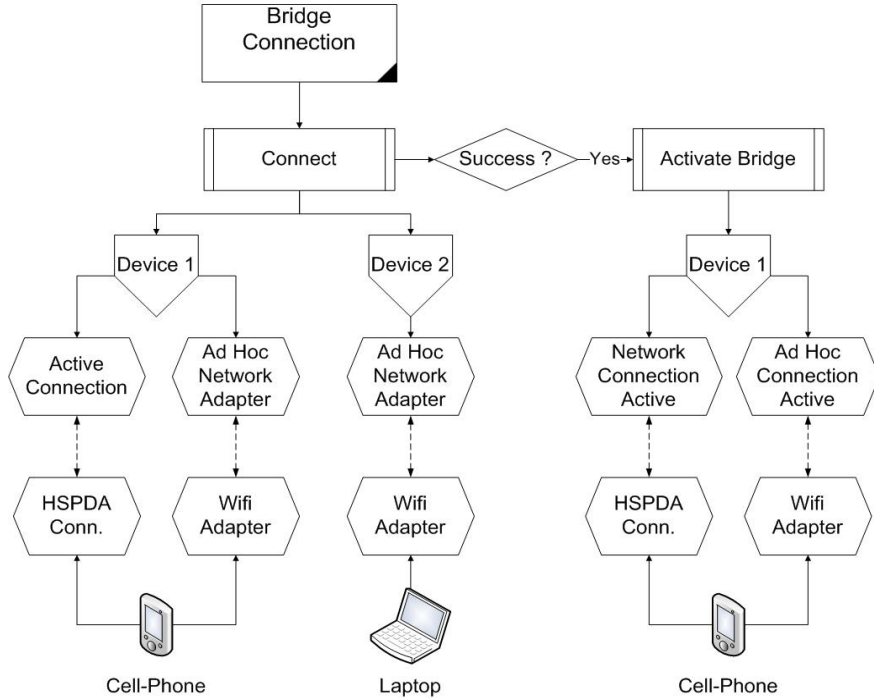 Bridge
Connection
Connect
Success ?
Yes
Activate Bridge
Device 1
Device 2
Device 1
Active
Connection
Ad Hoc
Network
Adapter
Ad Hoc
Network
Adapter
Network
Connection
Active
Ad Hoc
Connection
Active
HSPDA
Conn.
Wifi
Adapter
Wifi
Adapter
HSPDA
Conn.
Wifi
Adapter
Cell-Phone
Laptop
Cell-Phone